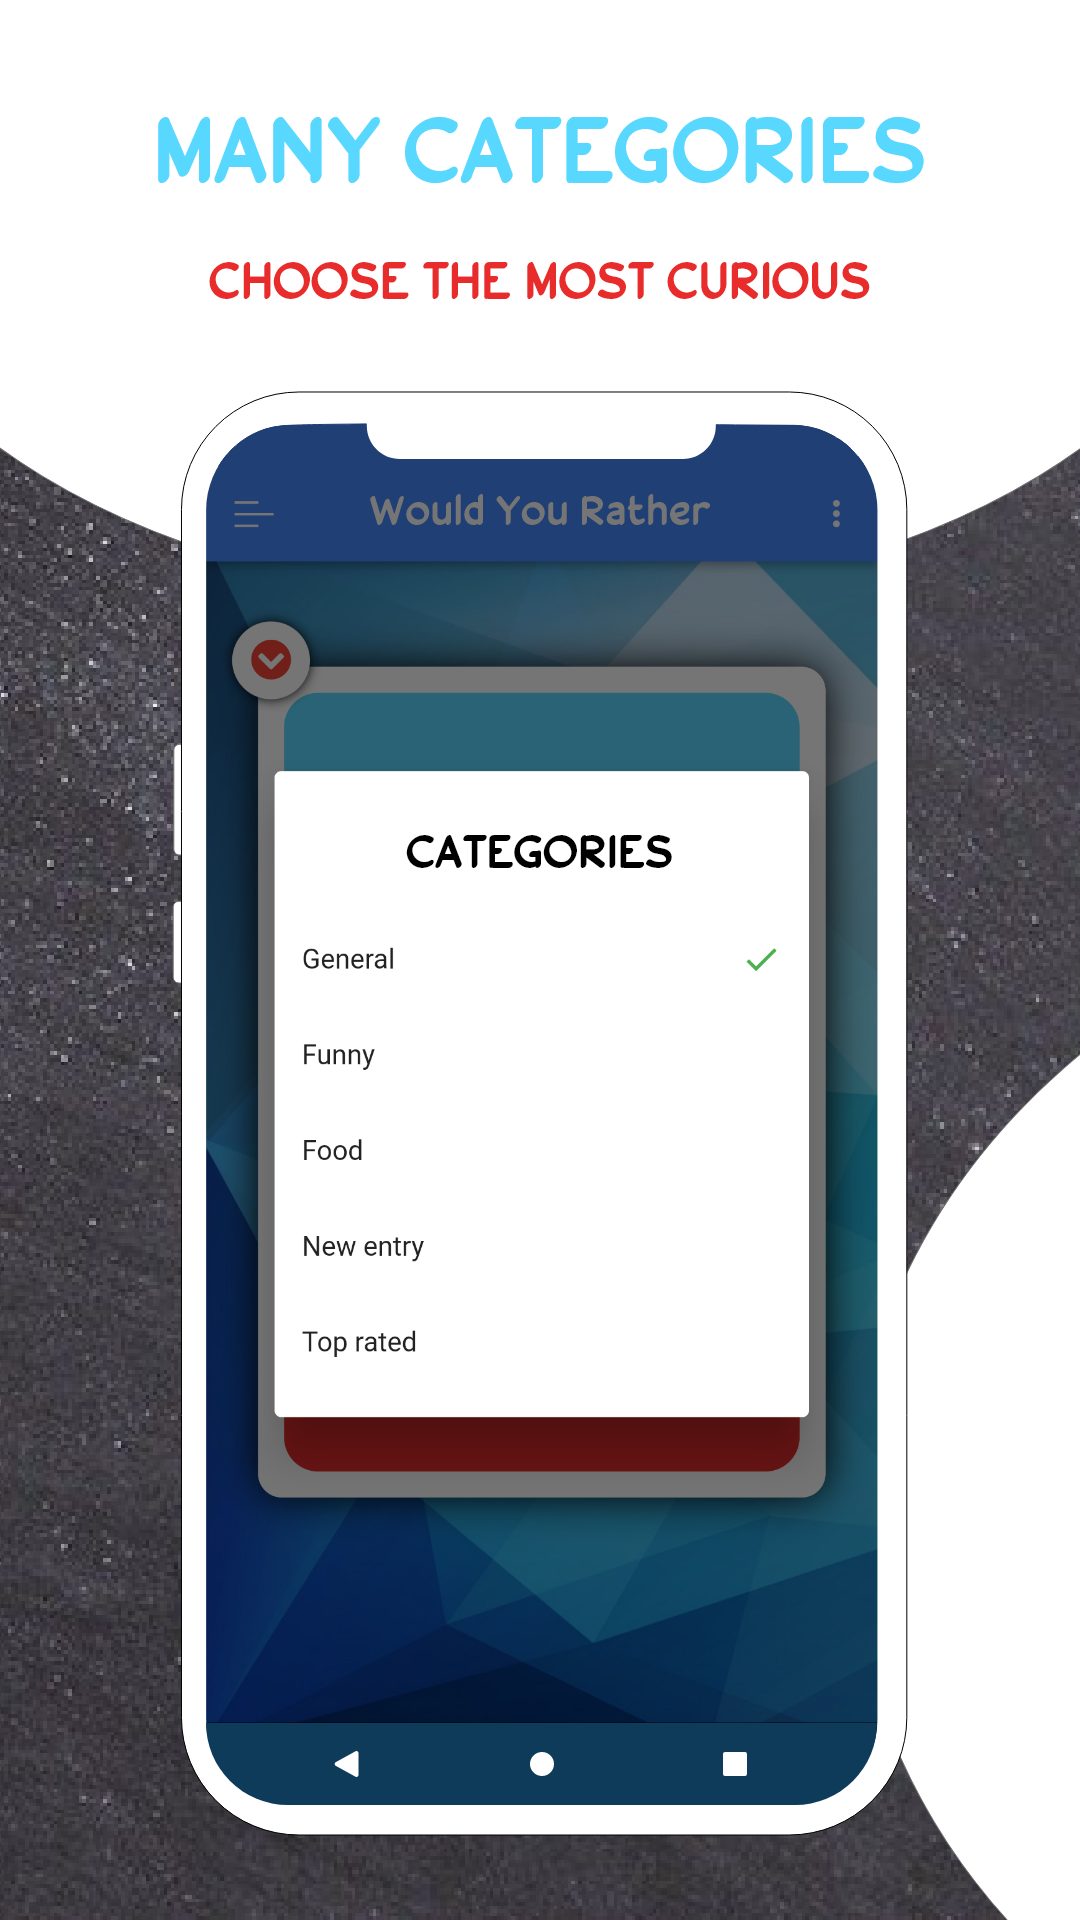 MANY CATEGORIES
CHOOSE THE MOST CURIOUS
Would You Rather
CATEGORIES
General
Funny
Food
New entry
Top rated